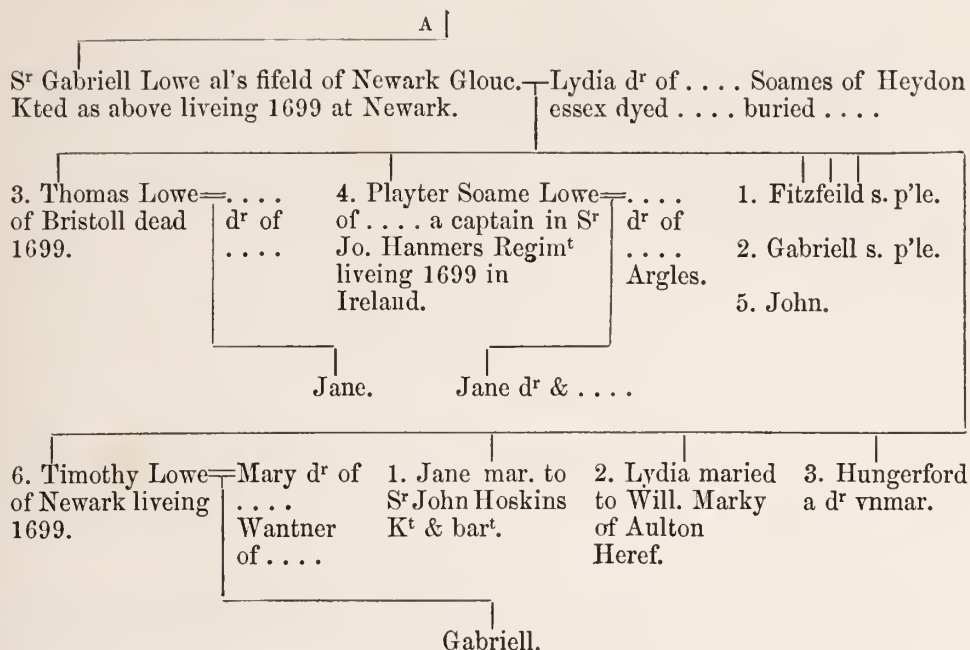 A
Sʳ Gabriell Lowe al's fifeld of Newark Glouc.
Kted as above liveing 1699 at Newark.
Lydia dʳ of . . . . Soames of Heydon
essex dyed . . . . buried . . . .
3. Thomas Lowe
of Bristoll dead
1699.
. . . .
dʳ of
. . . .
4. Playter Soame Lowe
of . . . . a captain in Sʳ
Jo. Hanmers Regimᵗ
liveing 1699 in
Ireland.
. . . .
dʳ of
. . . .
Argles.
1. Fitzfeild s. p'le.
2. Gabriell s. p'le.
5. John.
Jane.
Jane dʳ & . . . .
6. Timothy Lowe
of Newark liveing
1699.
Mary dʳ of
. . . .
Wantner
of . . . .
1. Jane mar. to
Sʳ John Hoskins
Kᵗ & barᵗ.
2. Lydia maried
to Will. Marky
of Aulton
Heref.
3. Hungerford
a dʳ vnmar.
Gabriell.